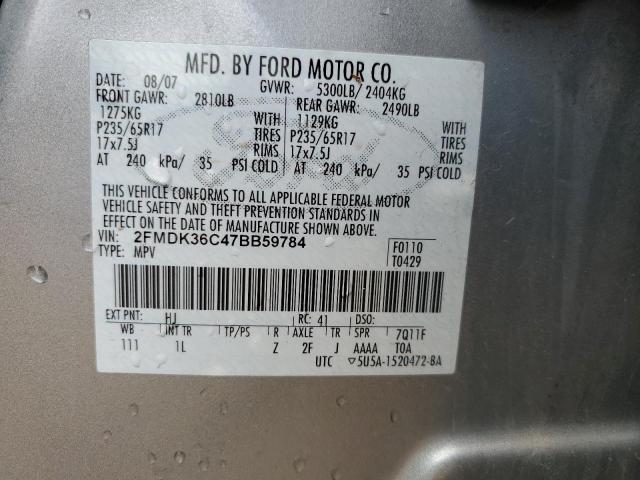 MFD. BY FORD MOTOR CO.
DATE: 08/07 GVWR: 5300LB/ 2404KG
FRONT GAWR: 2810LB REAR GAWR: 2490LB
1275KG WITH 1129KG WITH
P235/65R17 TIRES P235/65R17 TIRES
17x7.5J RIMS 17x7.5J RIMS
AT 240 kPa/ 35 PSI COLD AT 240 kPa/ 35 PSI COLD
THIS VEHICLE CONFORMS TO ALL APPLICABLE FEDERAL MOTOR
VEHICLE SAFETY AND THEFT PREVENTION STANDARDS IN
EFFECT ON THE DATE OF MANUFACTURE SHOWN ABOVE.
VIN: 2FMDK36C47BB59784 F0110
TYPE: MPV T0429
EXT PNT: HJ RC: 41 DSO:
WB INT TR TP/PS R AXLE TR SPR 7Q11F
111 1L Z 2F J AAAA T0A
UTC ▽5U5A-1520472-BA